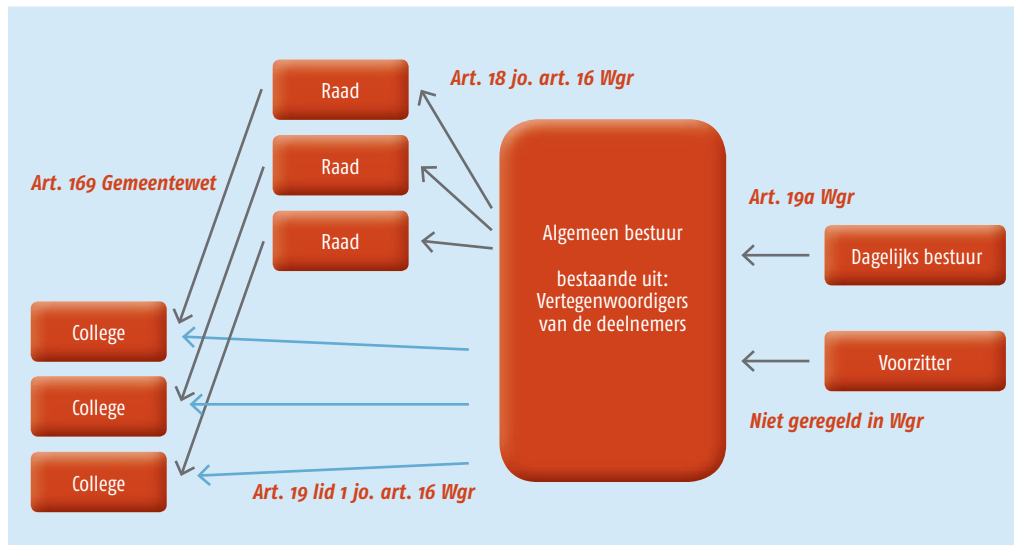 Raad
Art. 18 jo. art. 16 Wgr
Raad
Art. 169 Gemeentewet
Raad
Algemeen bestuur
bestaande uit:
Vertegenwoordigers
van de deelnemers
Art. 19a Wgr
Dagelijks bestuur
College
Voorzitter
College
Niet geregeld in Wgr
College
Art. 19 lid 1 jo. art. 16 Wgr